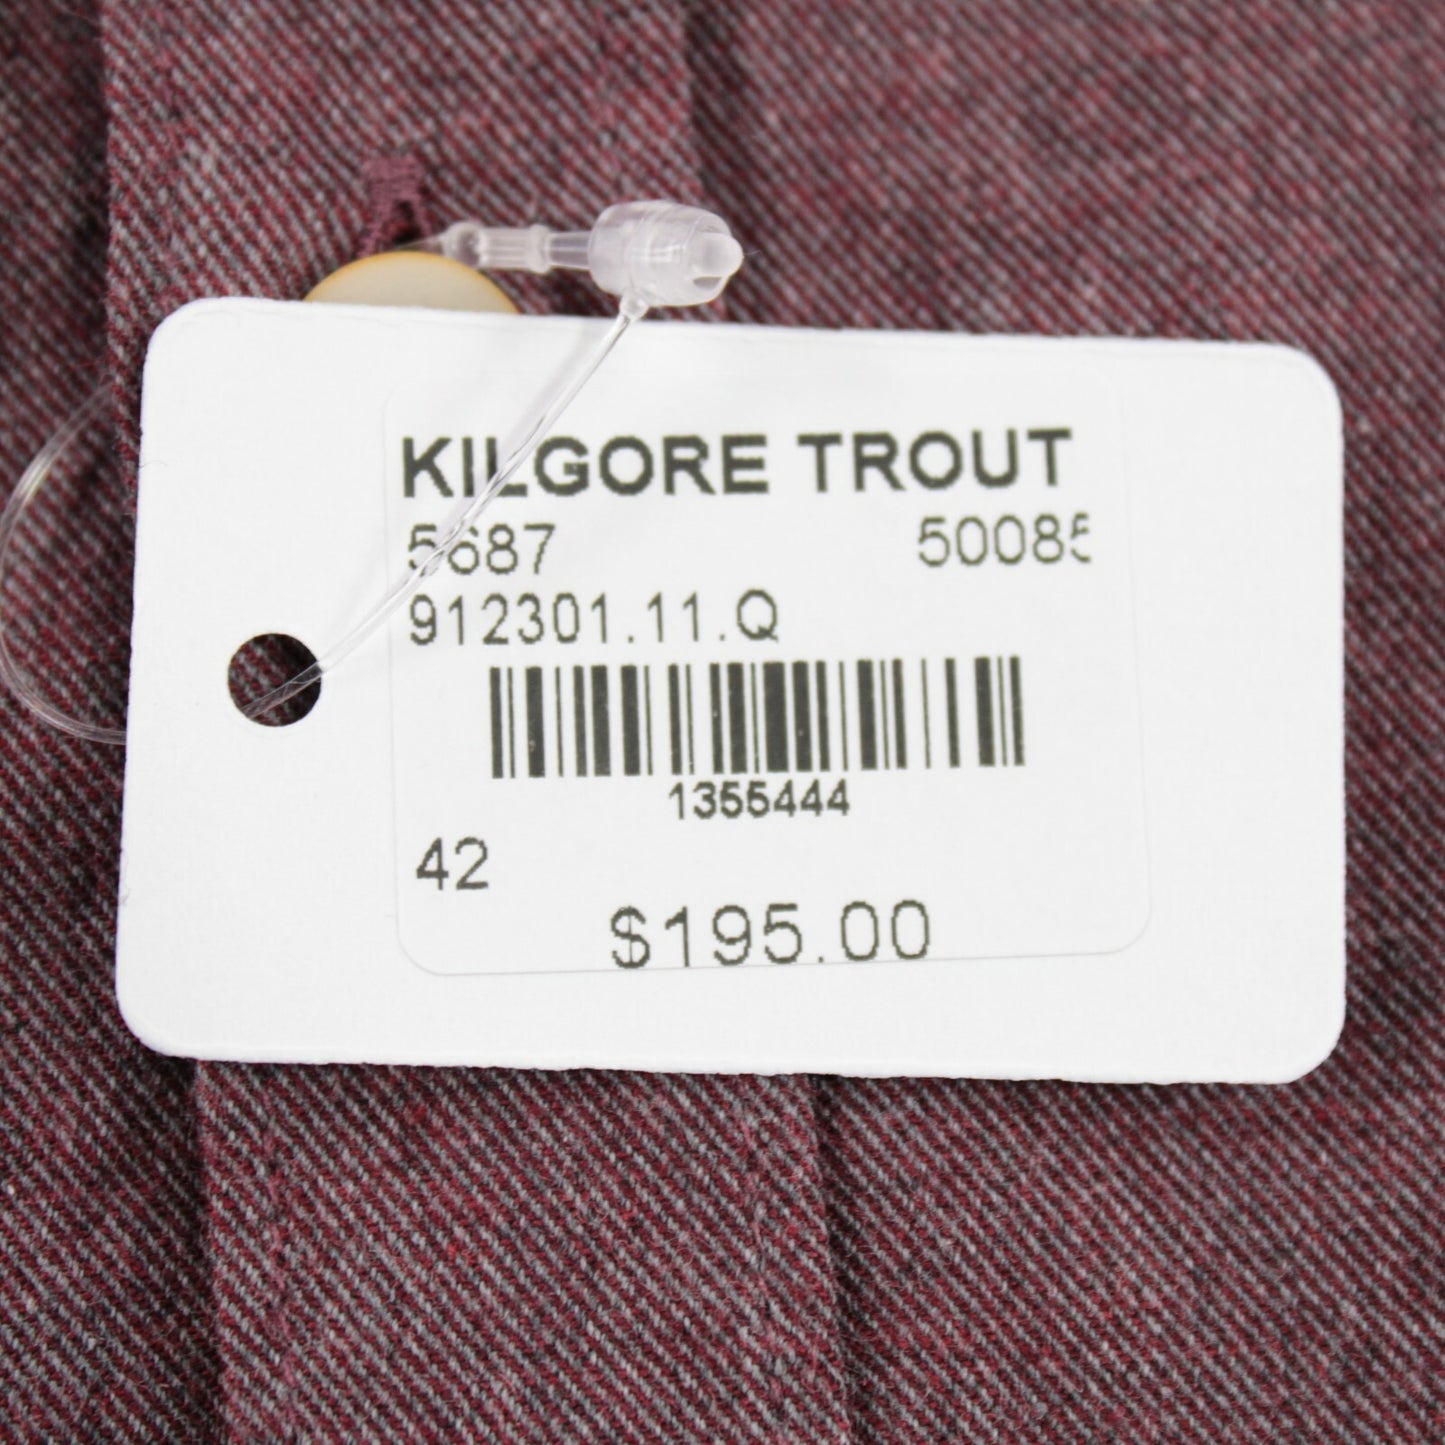 KILGORE TROUT
5687 50085
912301.11.Q
1355444
42
$195.00